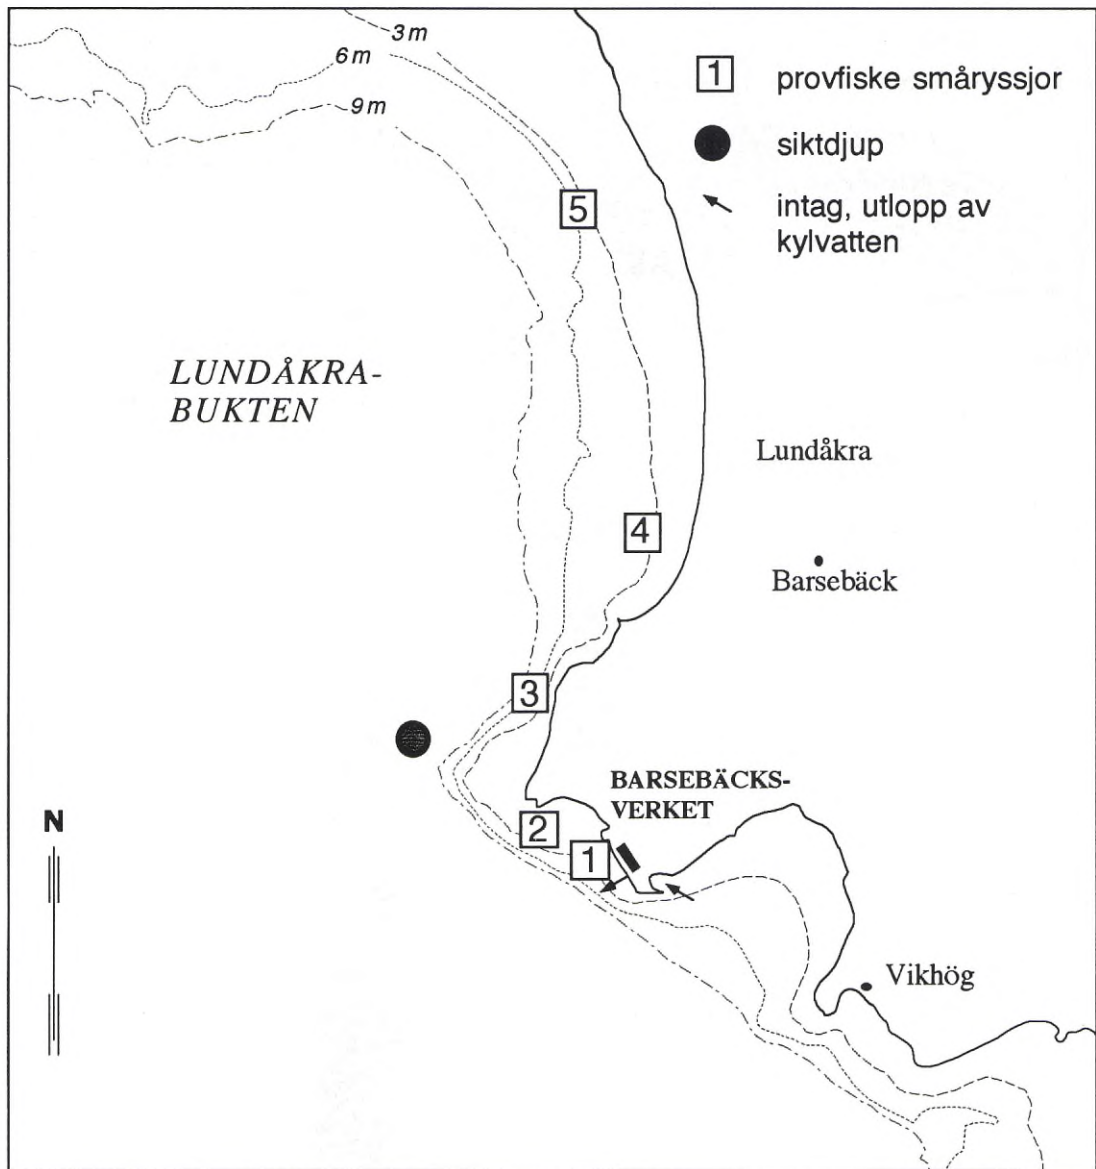 3m
6m
9m
1 provfiske småryssjor
siktdjup
intag, utlopp av
kylvatten
5
LUNDÅKRA-
BUKTEN
Lundåkra
4
Barsebäck
3
BARSEBÄCKS-
VERKET
N
2
1
Vikhög